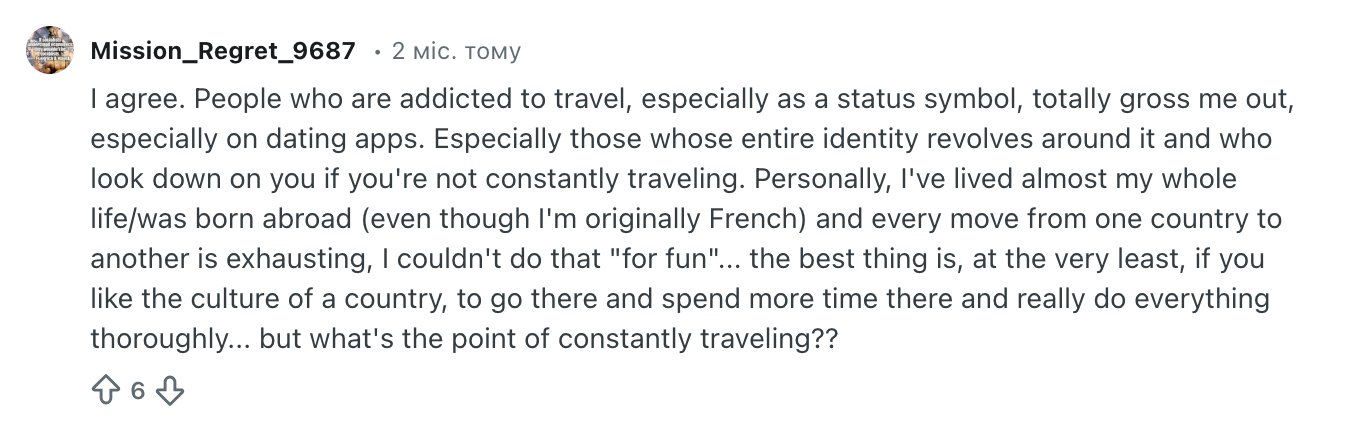 Mission_Regret_9687 • 2 міс. тому
I agree. People who are addicted to travel, especially as a status symbol, totally gross me out,
especially on dating apps. Especially those whose entire identity revolves around it and who
look down on you if you're not constantly traveling. Personally, I've lived almost my whole
life/was born abroad (even though I'm originally French) and every move from one country to
another is exhausting, I couldn't do that "for fun"... the best thing is, at the very least, if you
like the culture of a country, to go there and spend more time there and really do everything
thoroughly... but what's the point of constantly traveling??
6